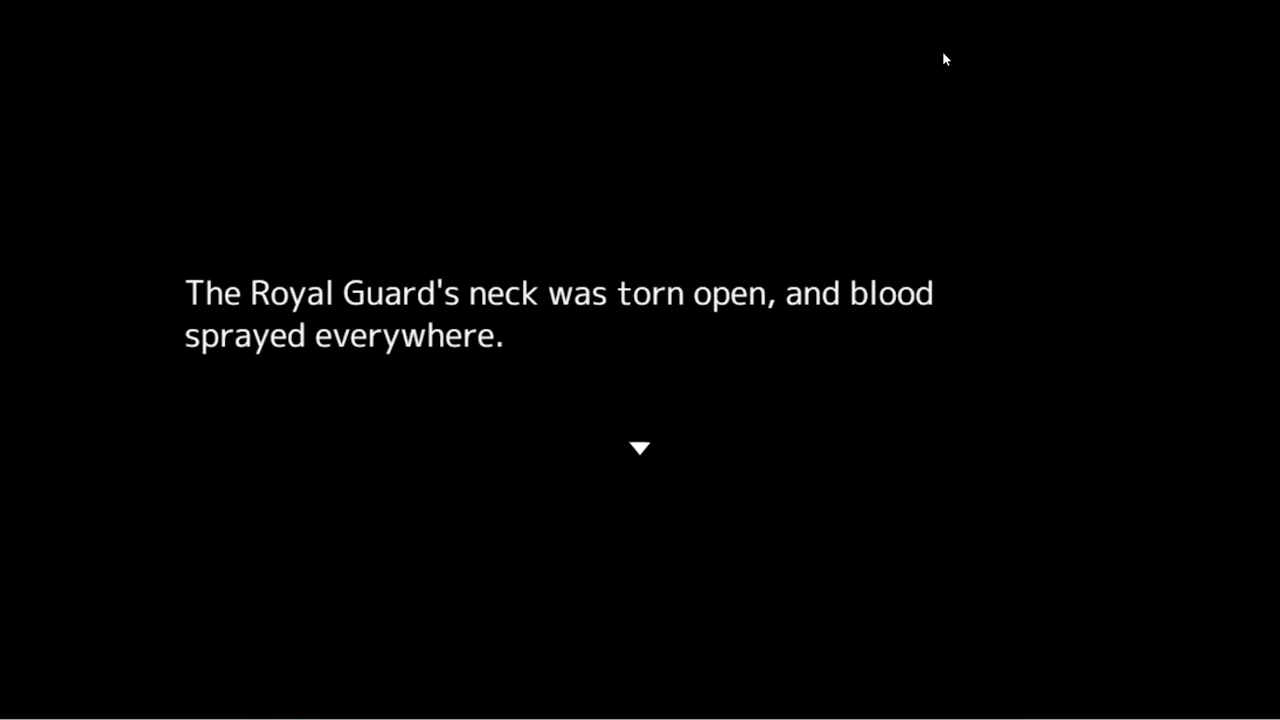 The Royal Guard's neck was torn open, and blood
sprayed everywhere.